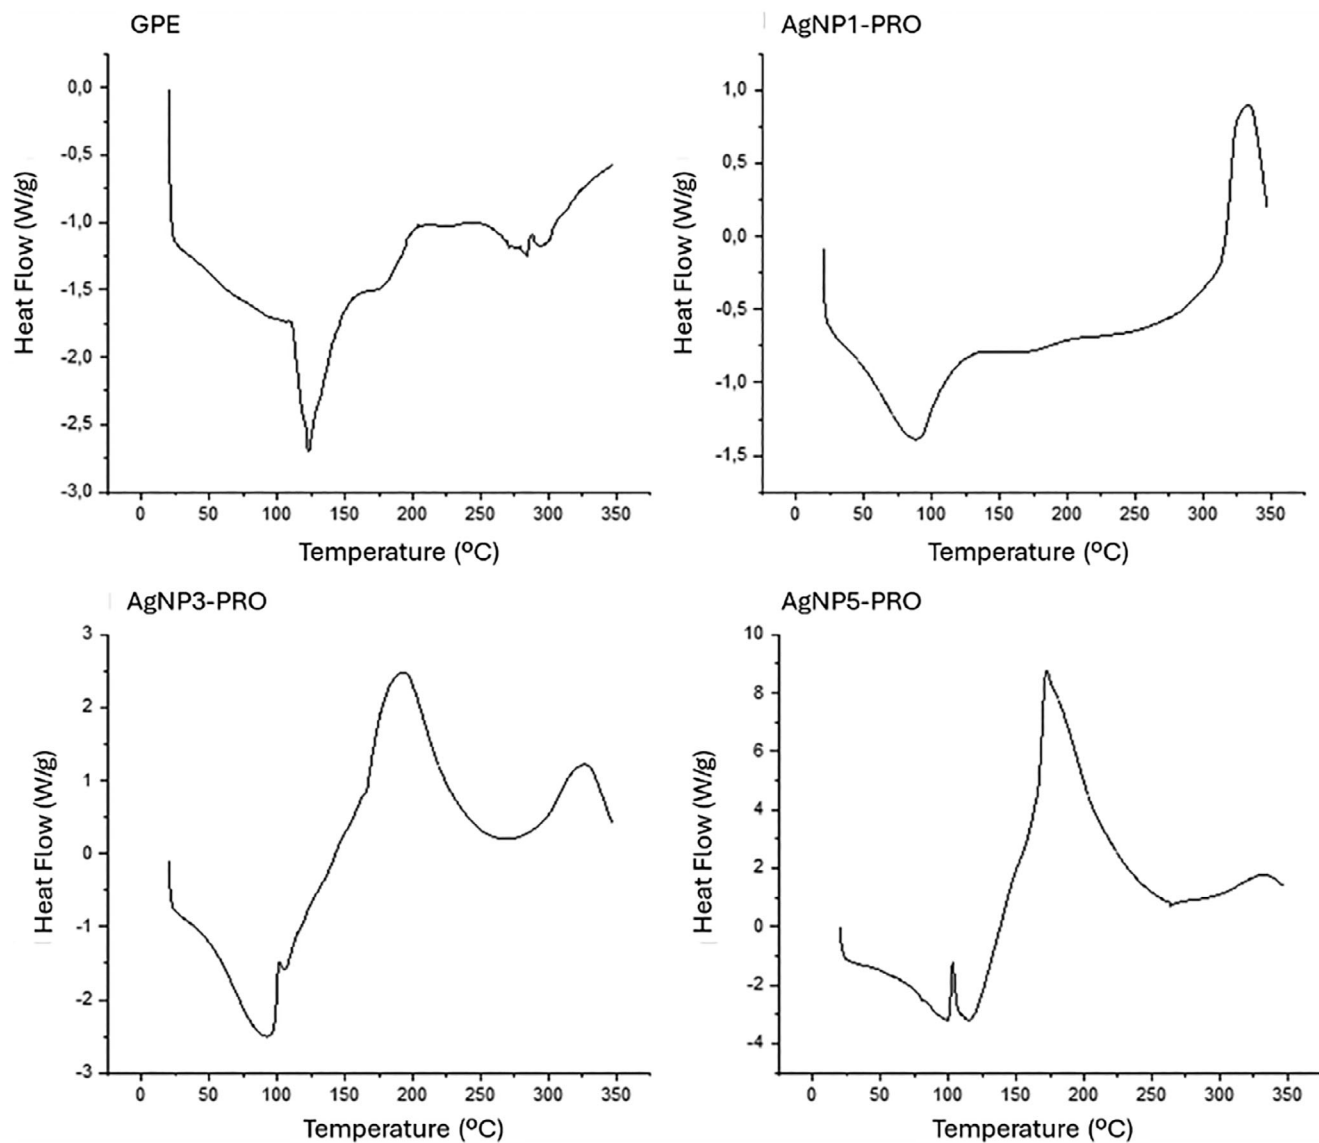 GPE
0,0
-0,5
-1,0
-1,5
-2,0
-2,5
-3,0
Heat Flow (W/g)
0 50 100 150 200 250 300 350
Temperature (ºC)
AgNP1-PRO
1,0
0,5
0,0
-0,5
-1,0
-1,5
Heat Flow (W/g)
0 50 100 150 200 250 300 350
Temperature (ºC)
AgNP3-PRO
3
2
1
0
-1
-2
-3
Heat Flow (W/g)
0 50 100 150 200 250 300 350
Temperature (ºC)
AgNP5-PRO
10
8
6
4
2
0
-2
-4
Heat Flow (W/g)
0 50 100 150 200 250 300 350
Temperature (ºC)